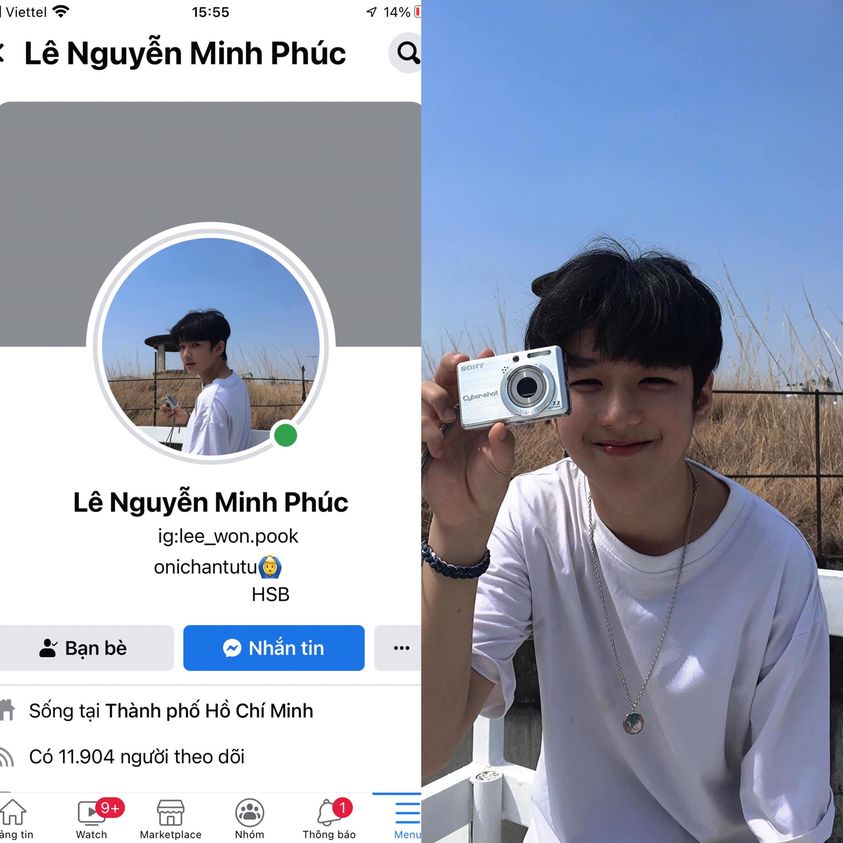 Viettel 15:55 14%
Lê Nguyễn Minh Phúc
Lê Nguyễn Minh Phúc
ig:lee_won.pook
onichantutu🙆‍♂️
HSB
Bạn bè Nhắn tin ...
Sống tại Thành phố Hồ Chí Minh
Có 11.904 người theo dõi
9+ 1
ảng tin Watch Marketplace Nhóm Thông báo Menu
SONY
Cyber-shot
7.2